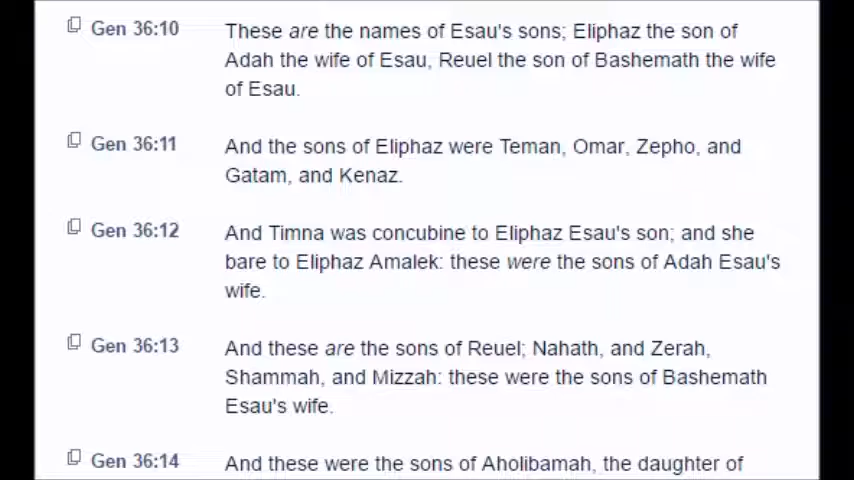 Gen 36:10 These are the names of Esau's sons; Eliphaz the son of
Adah the wife of Esau, Reuel the son of Bashemath the wife
of Esau.
Gen 36:11 And the sons of Eliphaz were Teman, Omar, Zepho, and
Gatam, and Kenaz.
Gen 36:12 And Timna was concubine to Eliphaz Esau's son; and she
bare to Eliphaz Amalek: these were the sons of Adah Esau's
wife.
Gen 36:13 And these are the sons of Reuel; Nahath, and Zerah,
Shammah, and Mizzah: these were the sons of Bashemath
Esau's wife.
Gen 36:14 And these were the sons of Aholibamah, the daughter of